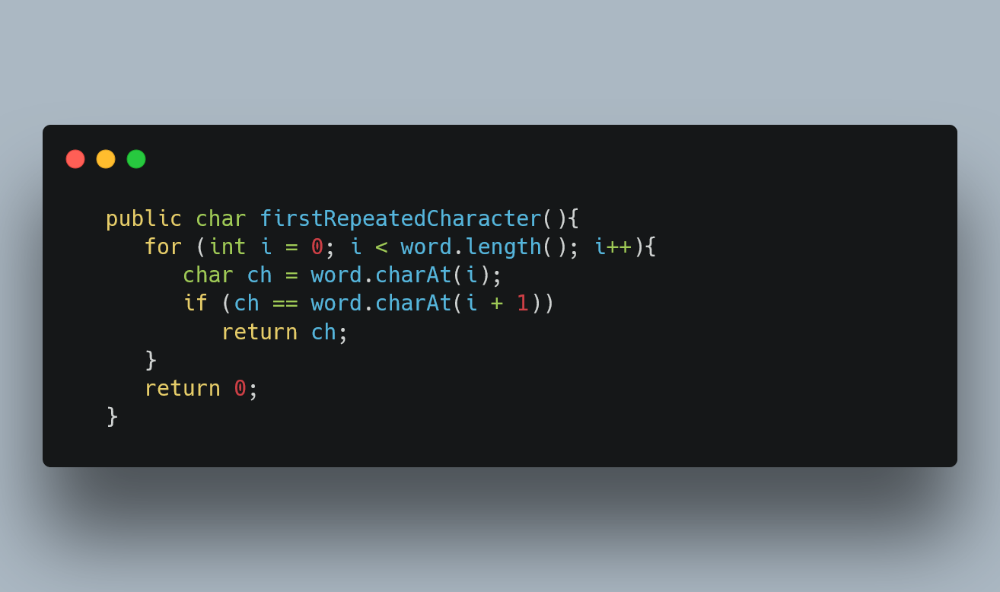 public char firstRepeatedCharacter(){
   for (int i = 0; i < word.length(); i++){
      char ch = word.charAt(i);
      if (ch == word.charAt(i + 1))
         return ch;
   }
   return 0;
}